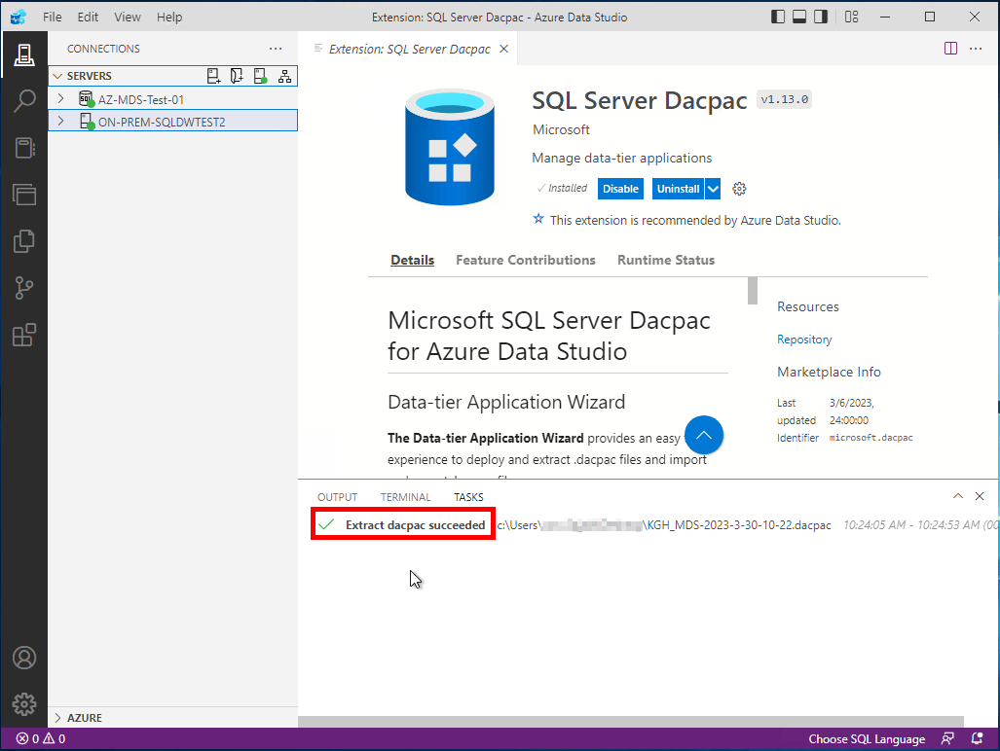 File Edit View Help
Extension: SQL Server Dacpac - Azure Data Studio
CONNECTIONS
SERVERS
AZ-MDS-Test-01
ON-PREM-SQLDWTEST2
AZURE
Extension: SQL Server Dacpac
SQL Server Dacpac v1.13.0
Microsoft
Manage data-tier applications
Installed Disable Uninstall
This extension is recommended by Azure Data Studio.
Details Feature Contributions Runtime Status
Microsoft SQL Server Dacpac
for Azure Data Studio
Data-tier Application Wizard
The Data-tier Application Wizard provides an easy
experience to deploy and extract .dacpac files and import
Resources
Repository
Marketplace Info
Last updated 3/6/2023, 24:00:00
Identifier microsoft.dacpac
OUTPUT TERMINAL TASKS
Extract dacpac succeeded c:\Users\ \KGH_MDS-2023-3-30-10-22.dacpac 10:24:05 AM - 10:24:53 AM (00
0 0 Choose SQL Language